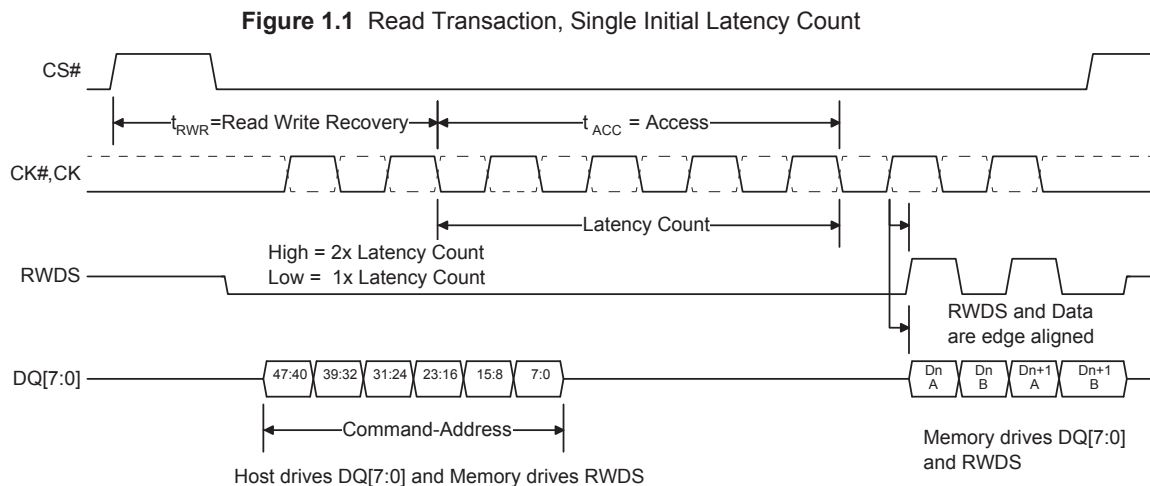 Figure 1.1 Read Transaction, Single Initial Latency Count
CS#
tRWR=Read Write Recovery
tACC = Access
CK#,CK
Latency Count
High = 2x Latency Count
Low = 1x Latency Count
RWDS
RWDS and Data
are edge aligned
DQ[7:0]
47:40 39:32 31:24 23:16 15:8 7:0
Dn A
Dn B
Dn+1 A
Dn+1 B
Command-Address
Memory drives DQ[7:0]
and RWDS
Host drives DQ[7:0] and Memory drives RWDS